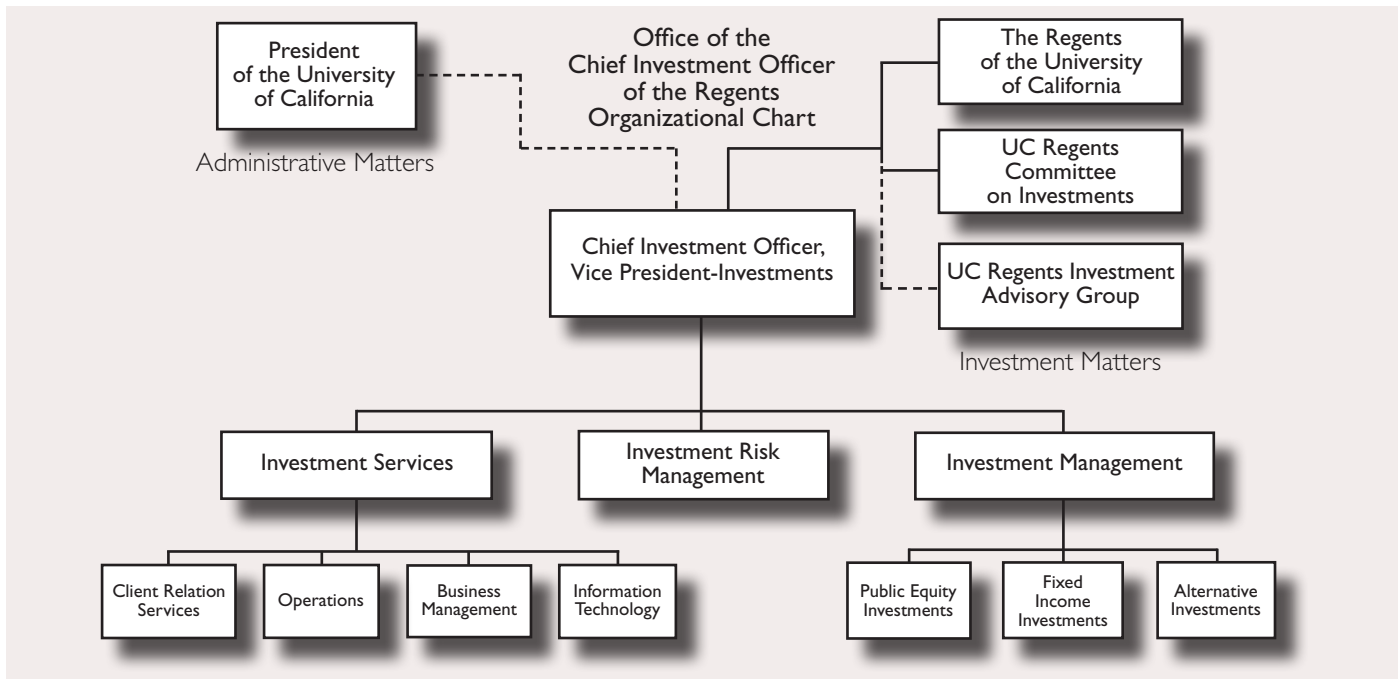 Office of the
Chief Investment Officer
of the Regents
Organizational Chart
President
of the University
of California
Administrative Matters
The Regents
of the University
of California
UC Regents
Committee
on Investments
UC Regents Investment
Advisory Group
Investment Matters
Chief Investment Officer,
Vice President-Investments
Investment Services
Investment Risk
Management
Investment Management
Client Relation
Services
Operations
Business
Management
Information
Technology
Public Equity
Investments
Fixed
Income
Investments
Alternative
Investments